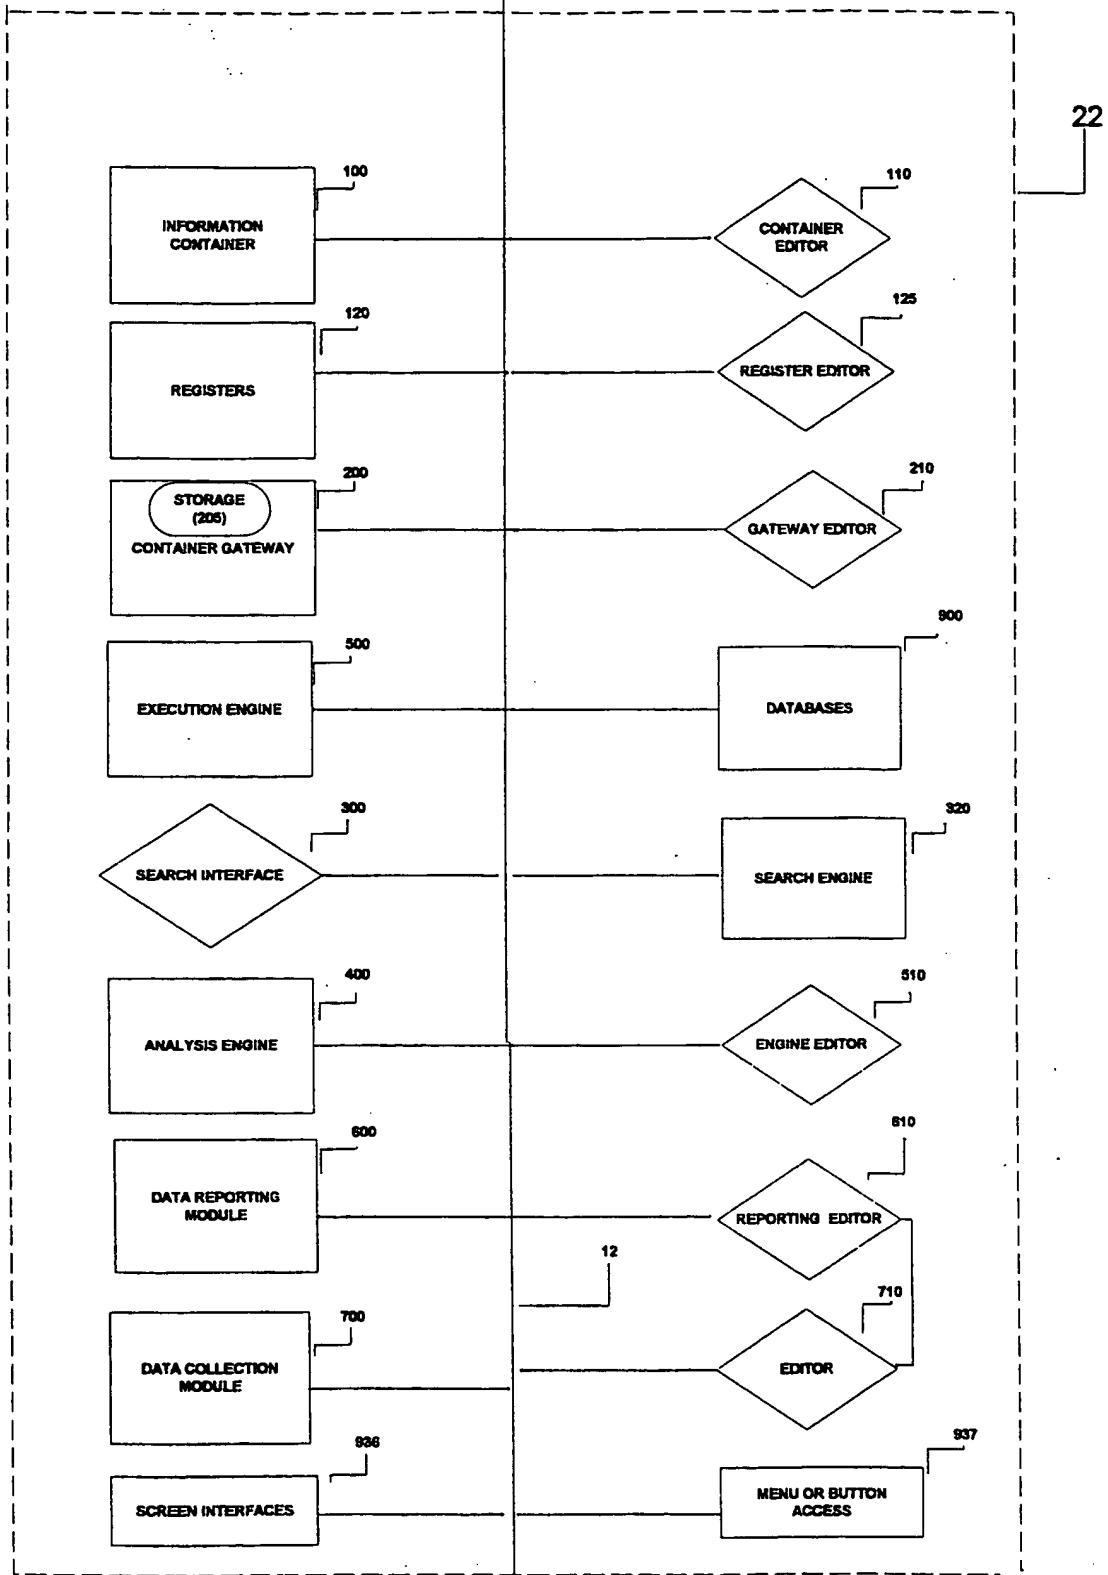 22
100
INFORMATION
CONTAINER
110
CONTAINER
EDITOR
120
REGISTERS
125
REGISTER EDITOR
200
STORAGE
(205)
CONTAINER GATEWAY
210
GATEWAY EDITOR
500
EXECUTION ENGINE
900
DATABASES
300
SEARCH INTERFACE
320
SEARCH ENGINE
400
ANALYSIS ENGINE
510
ENGINE EDITOR
600
DATA REPORTING
MODULE
610
REPORTING EDITOR
12
700
DATA COLLECTION
MODULE
710
EDITOR
936
SCREEN INTERFACES
937
MENU OR BUTTON
ACCESS